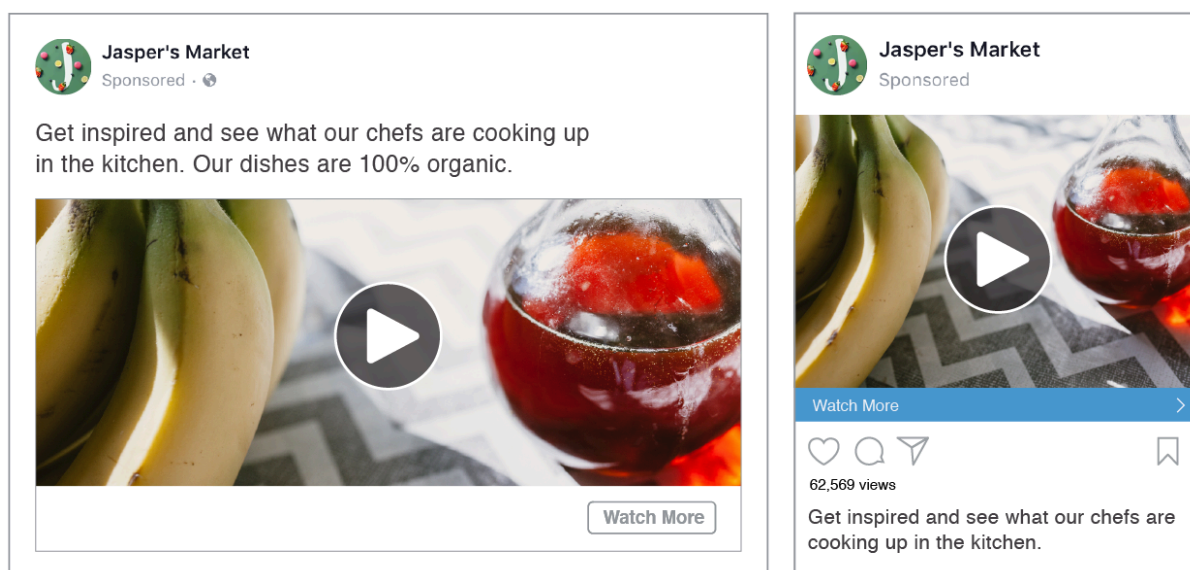 Jasper's Market
Sponsored ·
Get inspired and see what our chefs are cooking up
in the kitchen. Our dishes are 100% organic.
Watch More
Jasper's Market
Sponsored
Watch More
62,569 views
Get inspired and see what our chefs are
cooking up in the kitchen.